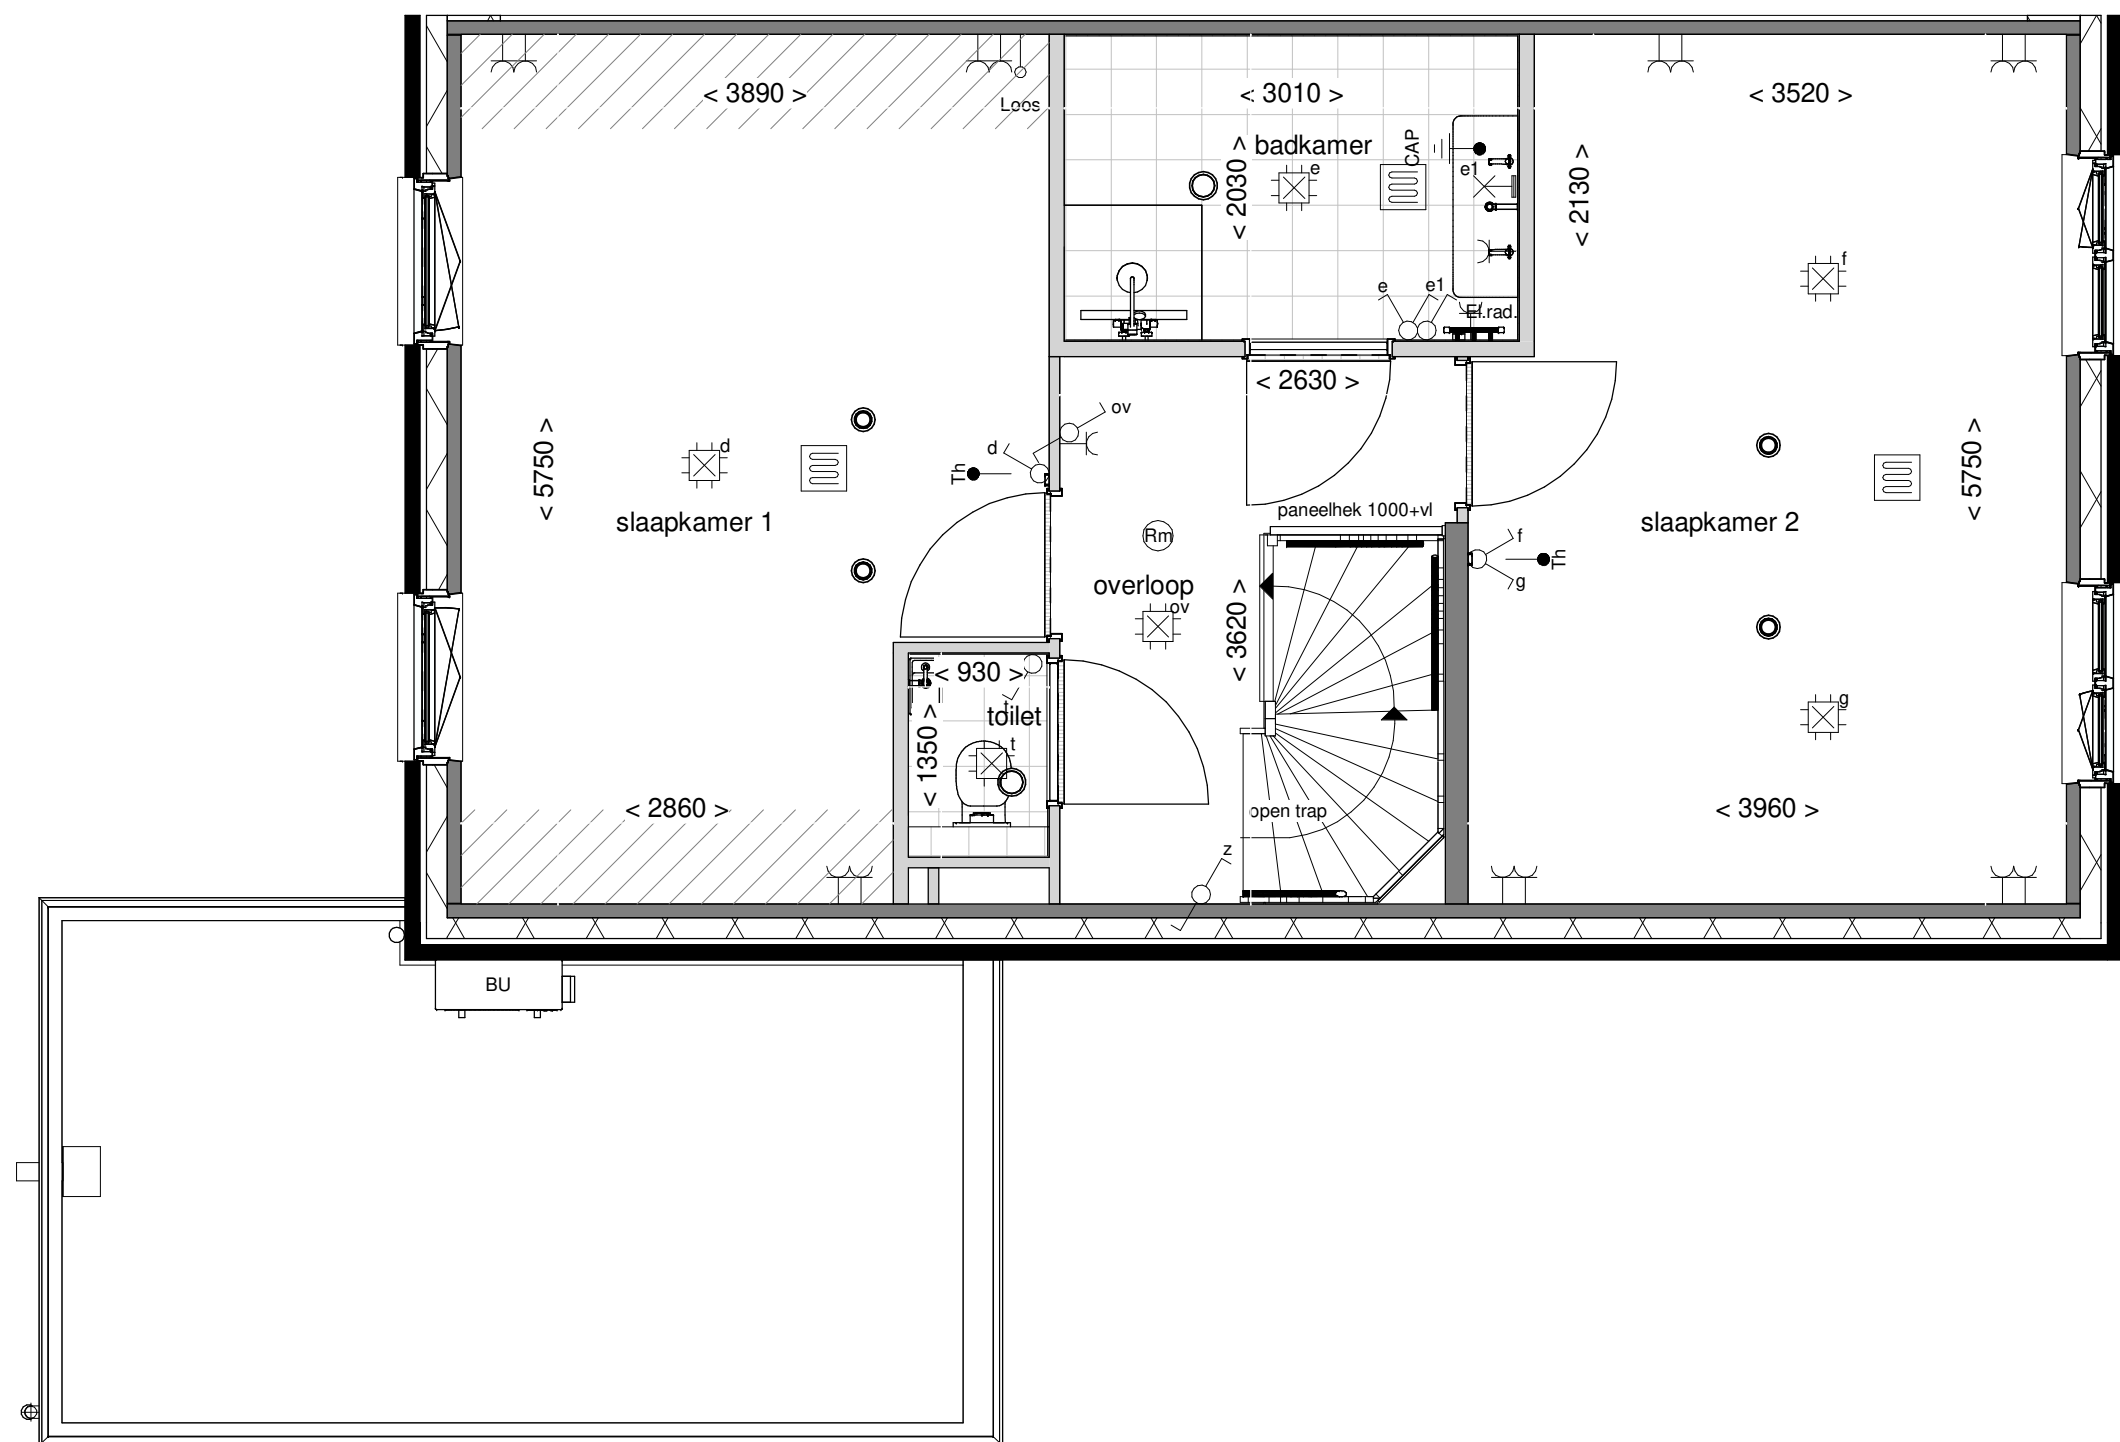 < 3890 >
< 3010 >
< 3520 >
Loos
badkamer
CAP
< 2030 >
< 2130 >
e
e1
f
e
e1
El.rad.
< 2630 >
ov
d
d
Th
< 5750 >
< 5750 >
slaapkamer 1
paneelhek 1000+vl
slaapkamer 2
Rm
f
Th
g
overloop
ov
< 3620 >
< 930 >
t
toilet
t
< 1350 >
g
< 2860 >
open trap
< 3960 >
z
BU